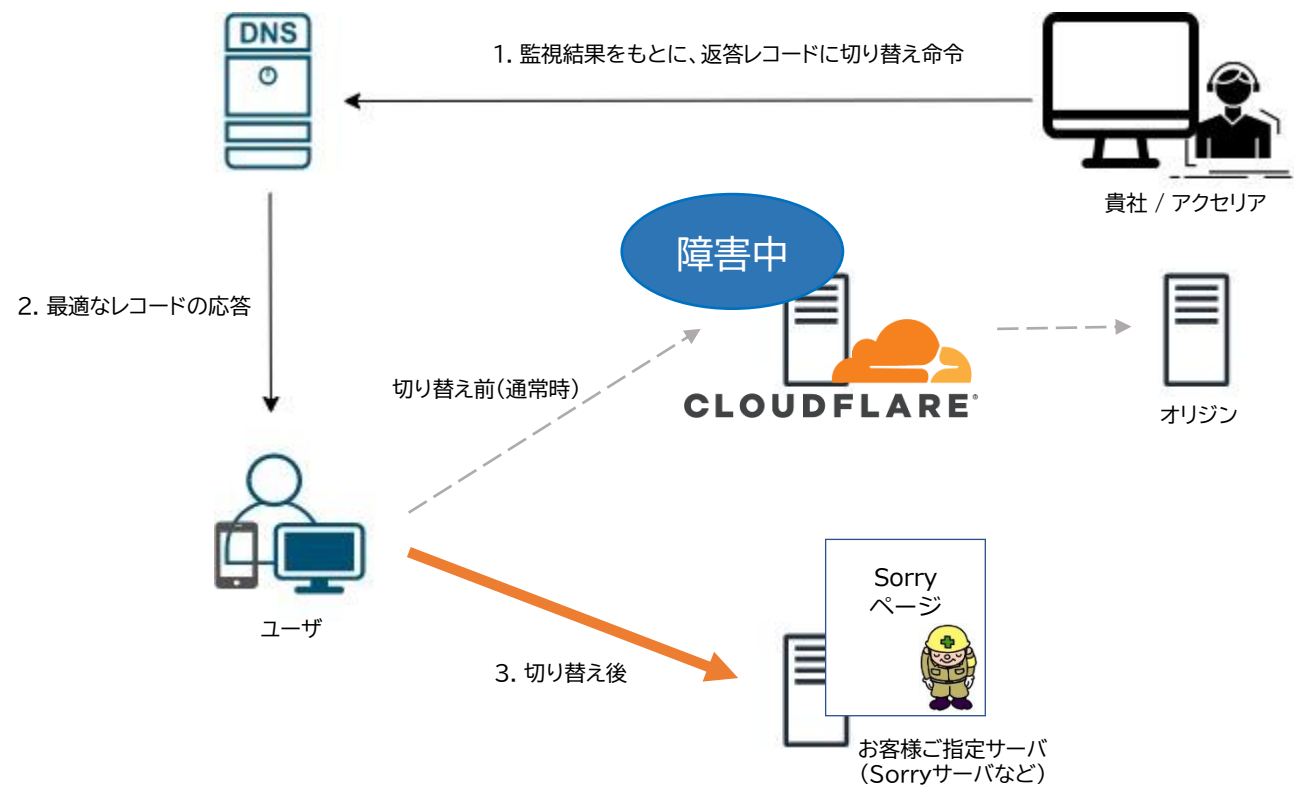 DNS
1. 監視結果をもとに、返答レコードに切り替え命令
貴社 / アクセリア
障害中
2. 最適なレコードの応答
切り替え前(通常時)
CLOUDFLARE
オリジン
ユーザ
Sorry
ページ
3. 切り替え後
お客様ご指定サーバ
(Sorryサーバなど)